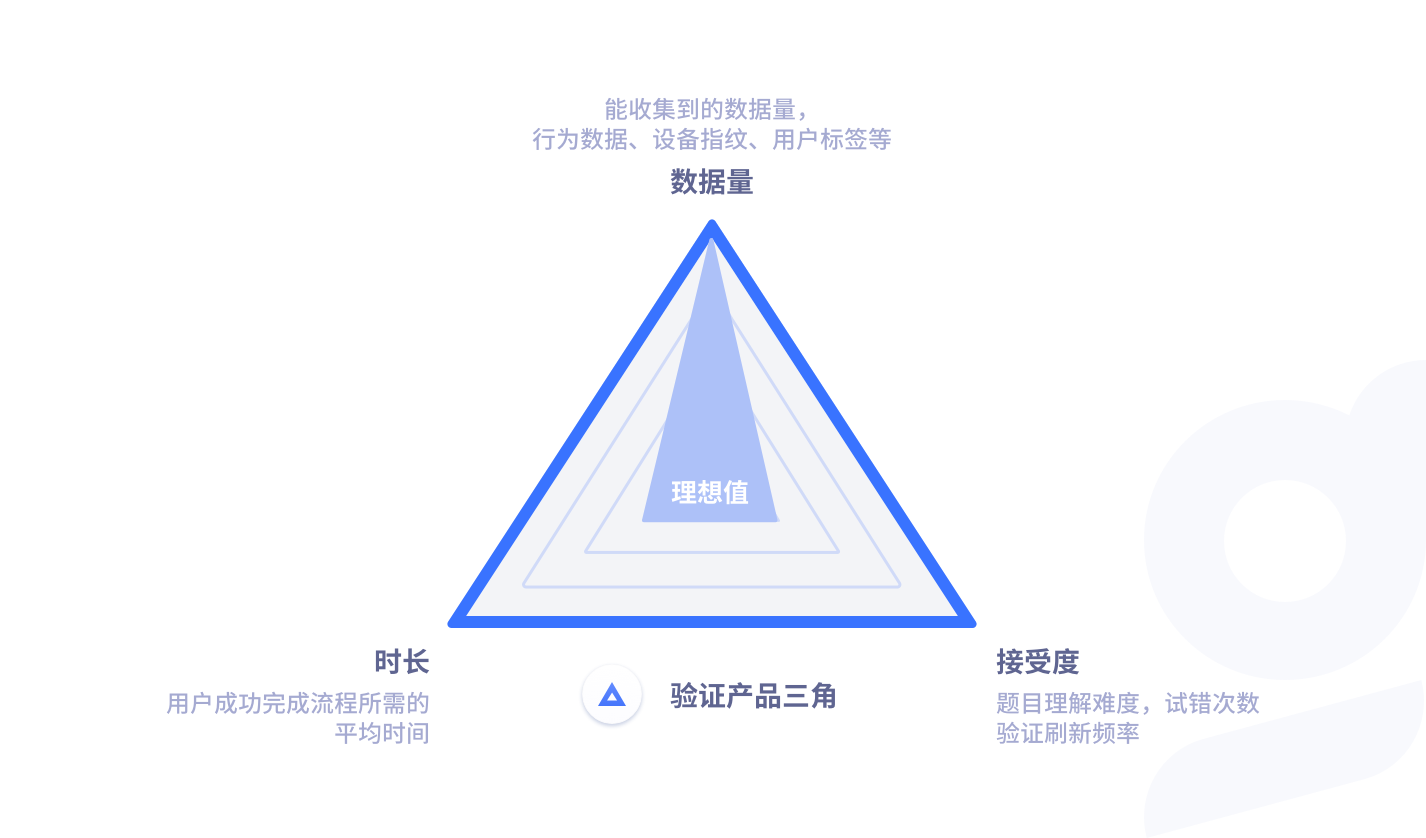 能收集到的数据量，
行为数据、设备指纹、用户标签等
数据量
理想值
时长
用户成功完成流程所需的
平均时间
验证产品三角
接受度
题目理解难度，试错次数
验证刷新频率